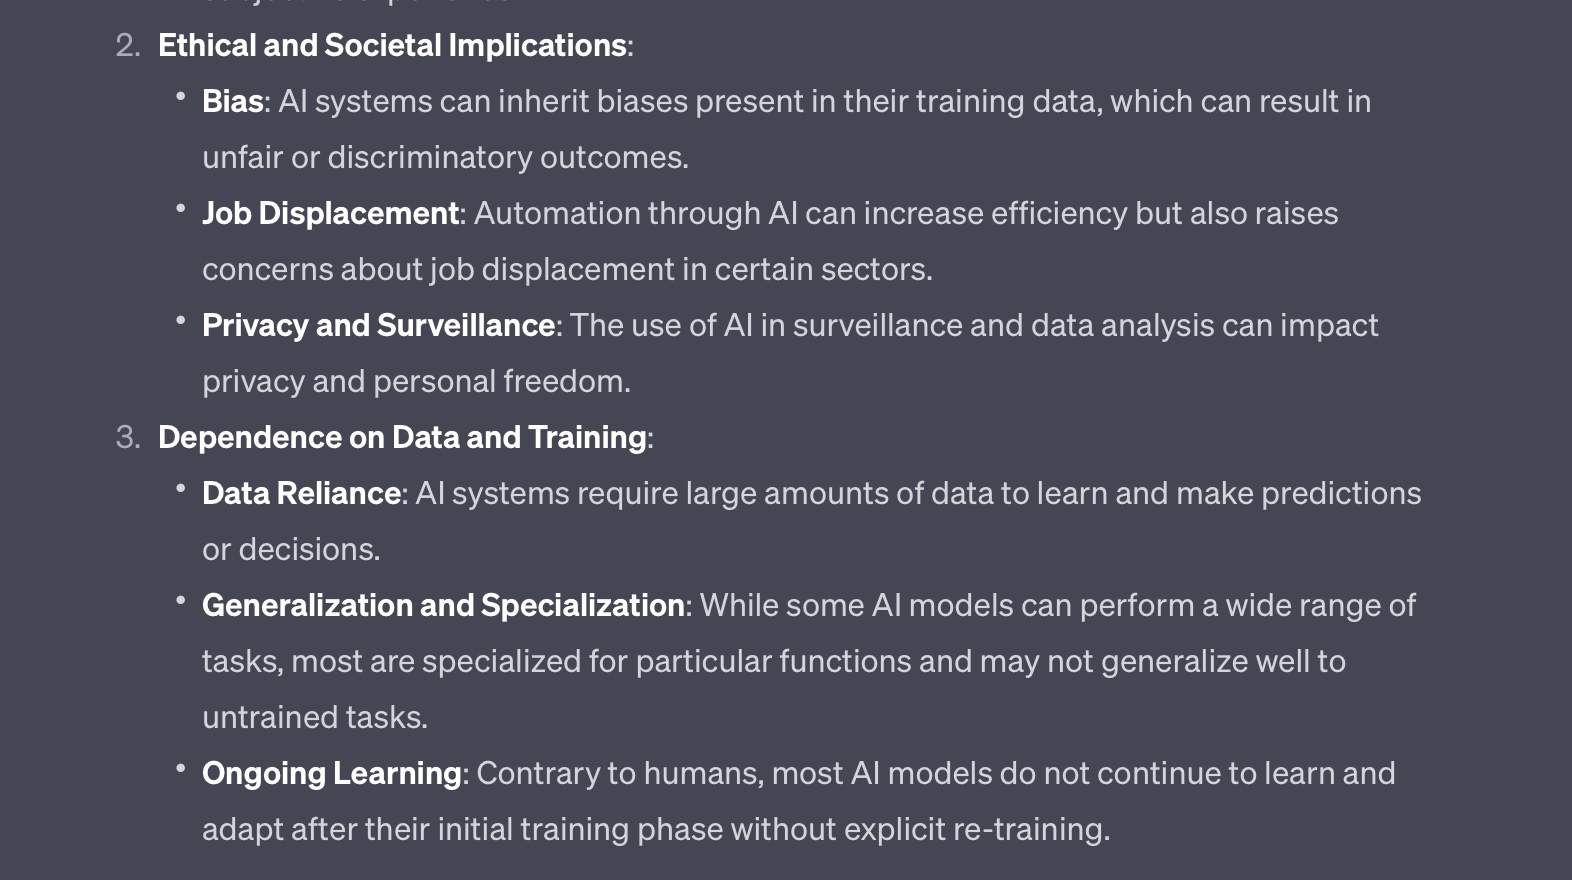 2. Ethical and Societal Implications:
• Bias: AI systems can inherit biases present in their training data, which can result in
unfair or discriminatory outcomes.
• Job Displacement: Automation through AI can increase efficiency but also raises
concerns about job displacement in certain sectors.
• Privacy and Surveillance: The use of AI in surveillance and data analysis can impact
privacy and personal freedom.
3. Dependence on Data and Training:
• Data Reliance: AI systems require large amounts of data to learn and make predictions
or decisions.
• Generalization and Specialization: While some AI models can perform a wide range of
tasks, most are specialized for particular functions and may not generalize well to
untrained tasks.
• Ongoing Learning: Contrary to humans, most AI models do not continue to learn and
adapt after their initial training phase without explicit re-training.